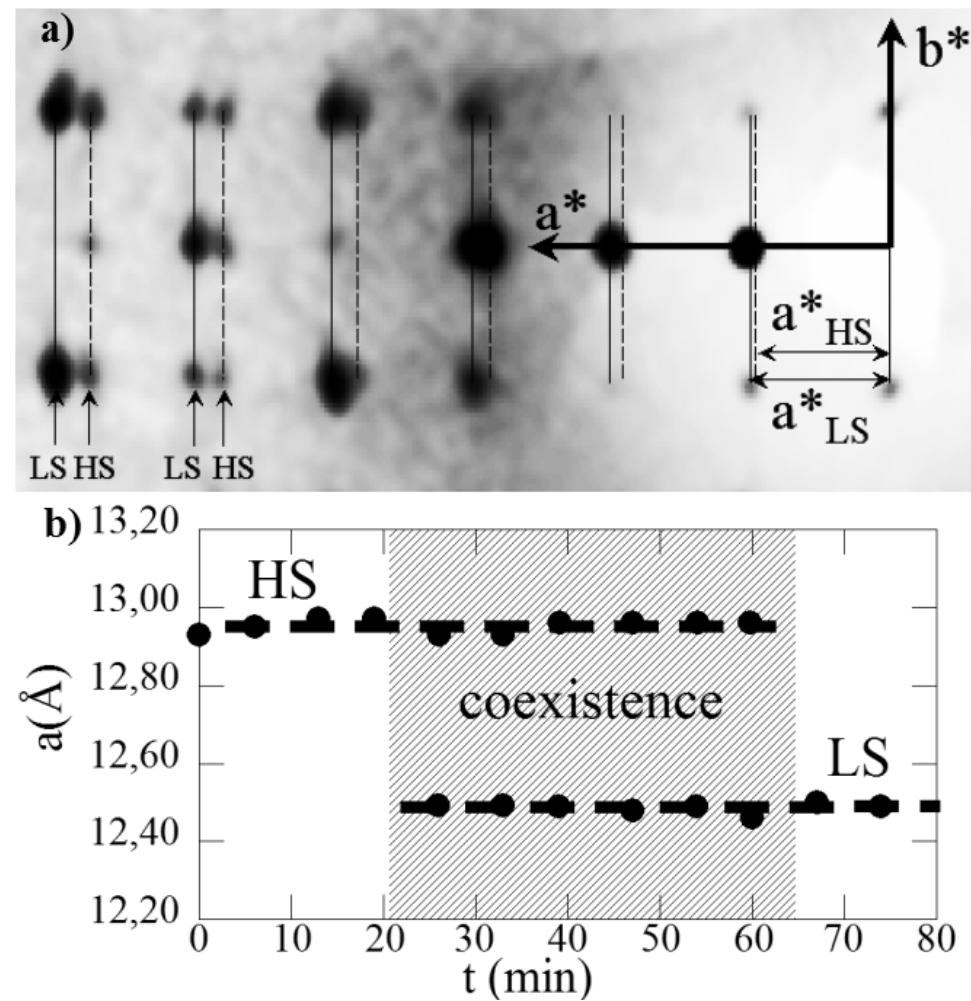 a)
b*
a*
a*HS
a*LS
LS HS LS HS
b)
13,20
13,00
12,80
12,60
12,40
12,20
a(Å)
HS
coexistence
LS
0 10 20 30 40 50 60 70 80
t (min)